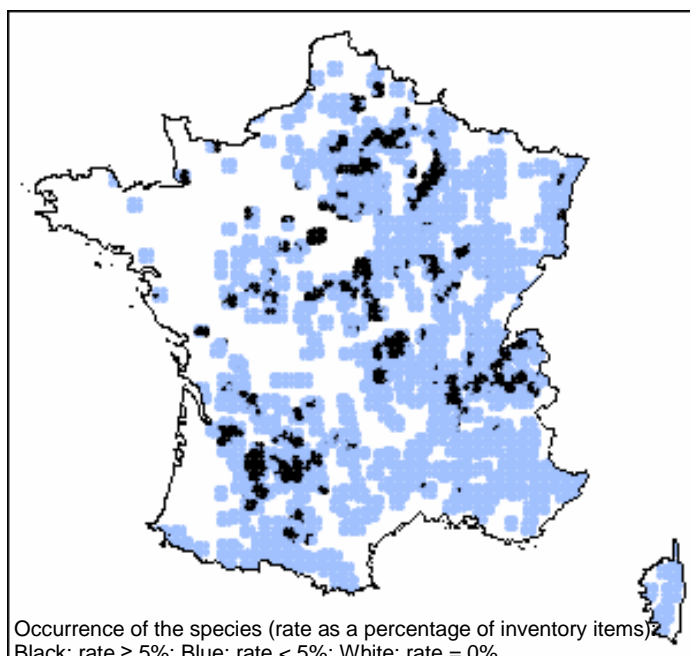 Occurrence of the species (rate as a percentage of inventory items)
Black: rate ≥ 5%; Blue: rate < 5%; White: rate = 0%